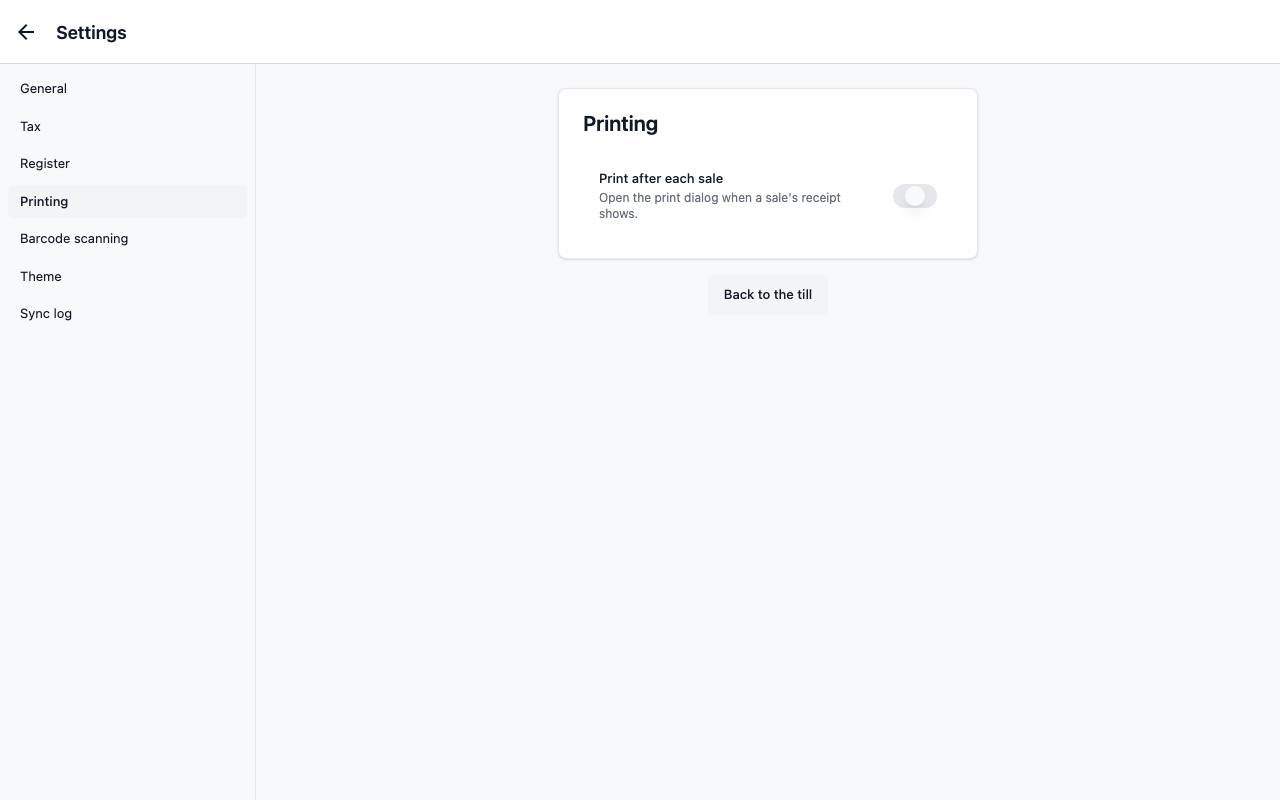 Settings
General
Tax
Register
Printing
Barcode scanning
Theme
Sync log
Printing
Print after each sale
Open the print dialog when a sale's receipt
shows.
Back to the till